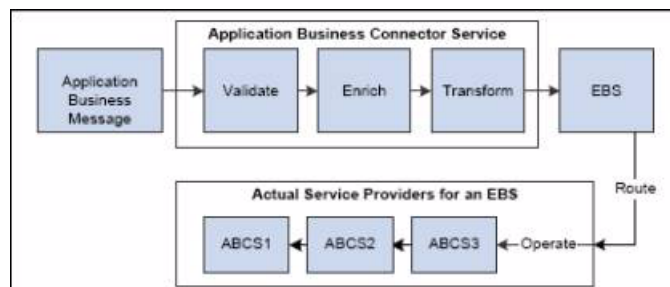 Application Business Connector Service
Application
Business
Message
Validate
Enrich
Transform
EBS
Route
Actual Service Providers for an EBS
ABCS1
ABCS2
ABCS3
Operate